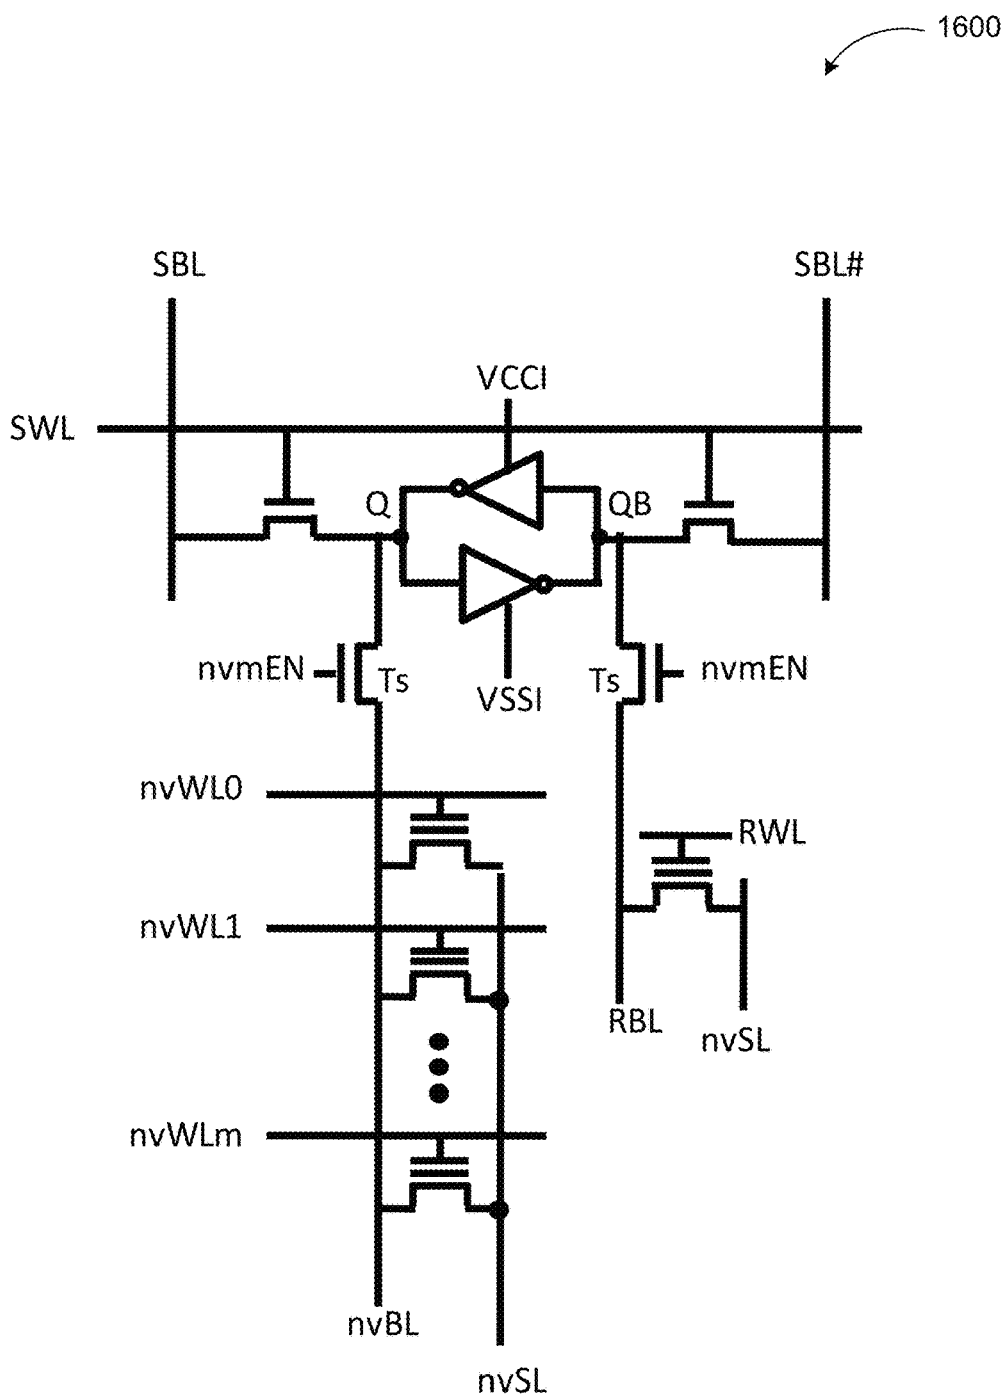 1600
SBL
SBL#
VCCI
SWL
Q
QB
nvmEN
Ts
Ts
nvmEN
VSSI
nvWL0
RWL
nvWL1
RBL
nvSL
nvWLm
nvBL
nvSL